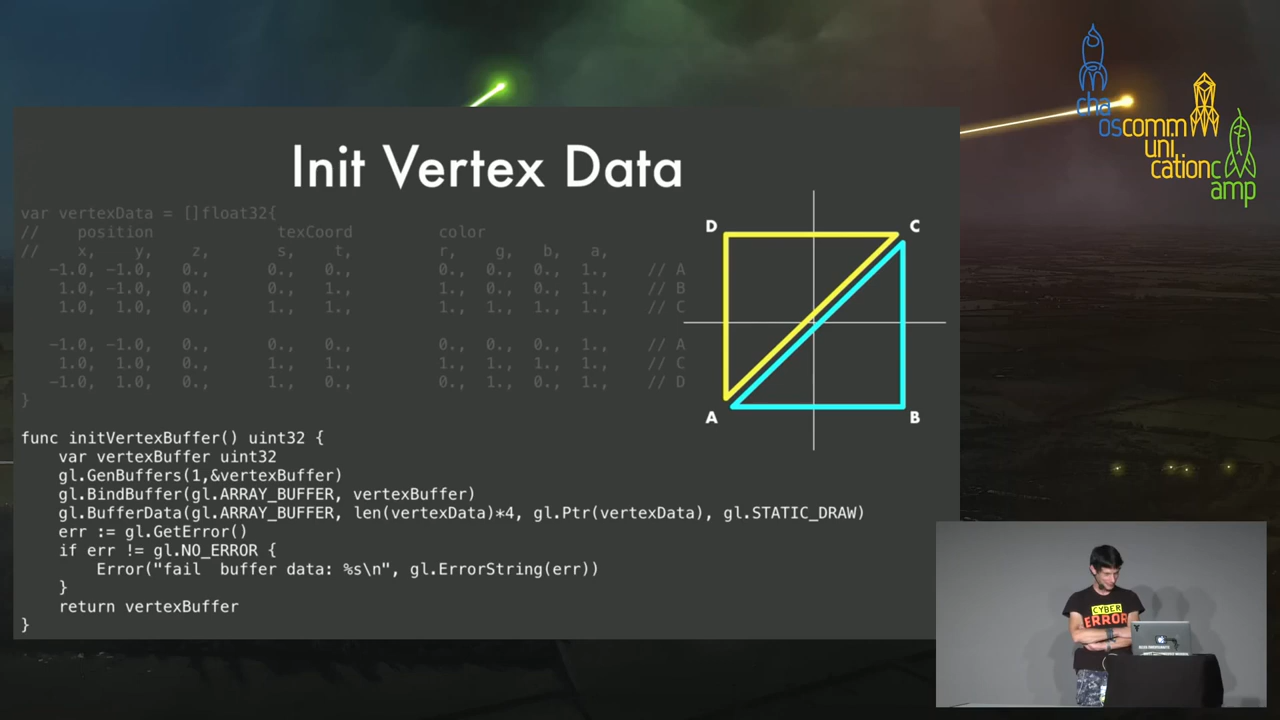 chaoscommunicationcamp
Init Vertex Data
var vertexData = []float32{
//    position             texCoord         color
//    x,    y,    z,       s,   t,          r,   g,   b,   a,
   -1.0, -1.0,   0.,      0.,  1.,         0.,  0.,  0.,  1.,    // A
    1.0, -1.0,   0.,      0.,  1.,         1.,  0.,  0.,  1.,    // B
    1.0,  1.0,   0.,      1.,  1.,         1.,  1.,  1.,  1.,    // C
   -1.0, -1.0,   0.,      0.,  1.,         0.,  0.,  0.,  1.,    // A
    1.0,  1.0,   0.,      1.,  1.,         1.,  1.,  1.,  1.,    // C
   -1.0,  1.0,   0.,      1.,  0.,         0.,  1.,  0.,  1.,    // D
}
D
C
A
B
func initVertexBuffer() uint32 {
    var vertexBuffer uint32
    gl.GenBuffers(1,&vertexBuffer)
    gl.BindBuffer(gl.ARRAY_BUFFER, vertexBuffer)
    gl.BufferData(gl.ARRAY_BUFFER, len(vertexData)*4, gl.Ptr(vertexData), gl.STATIC_DRAW)
    err := gl.GetError()
    if err != gl.NO_ERROR {
        Error("fail  buffer data: %s\n", gl.ErrorString(err))
    }
    return vertexBuffer
}
CYBER
ERROR